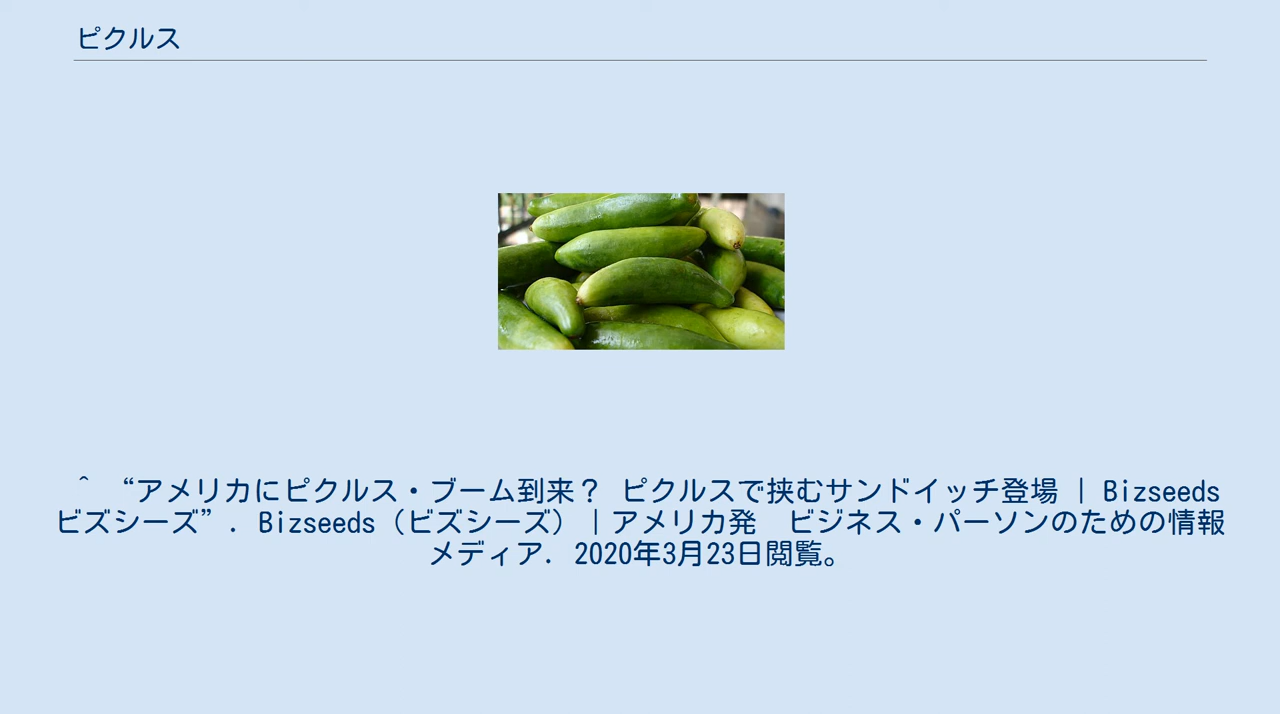 ピクルス
^ “アメリカにピクルス・ブーム到来？ ピクルスで挟むサンドイッチ登場 | Bizseeds
ビズシーズ”. Bizseeds（ビズシーズ）｜アメリカ発　ビジネス・パーソンのための情報
メディア. 2020年3月23日閲覧。